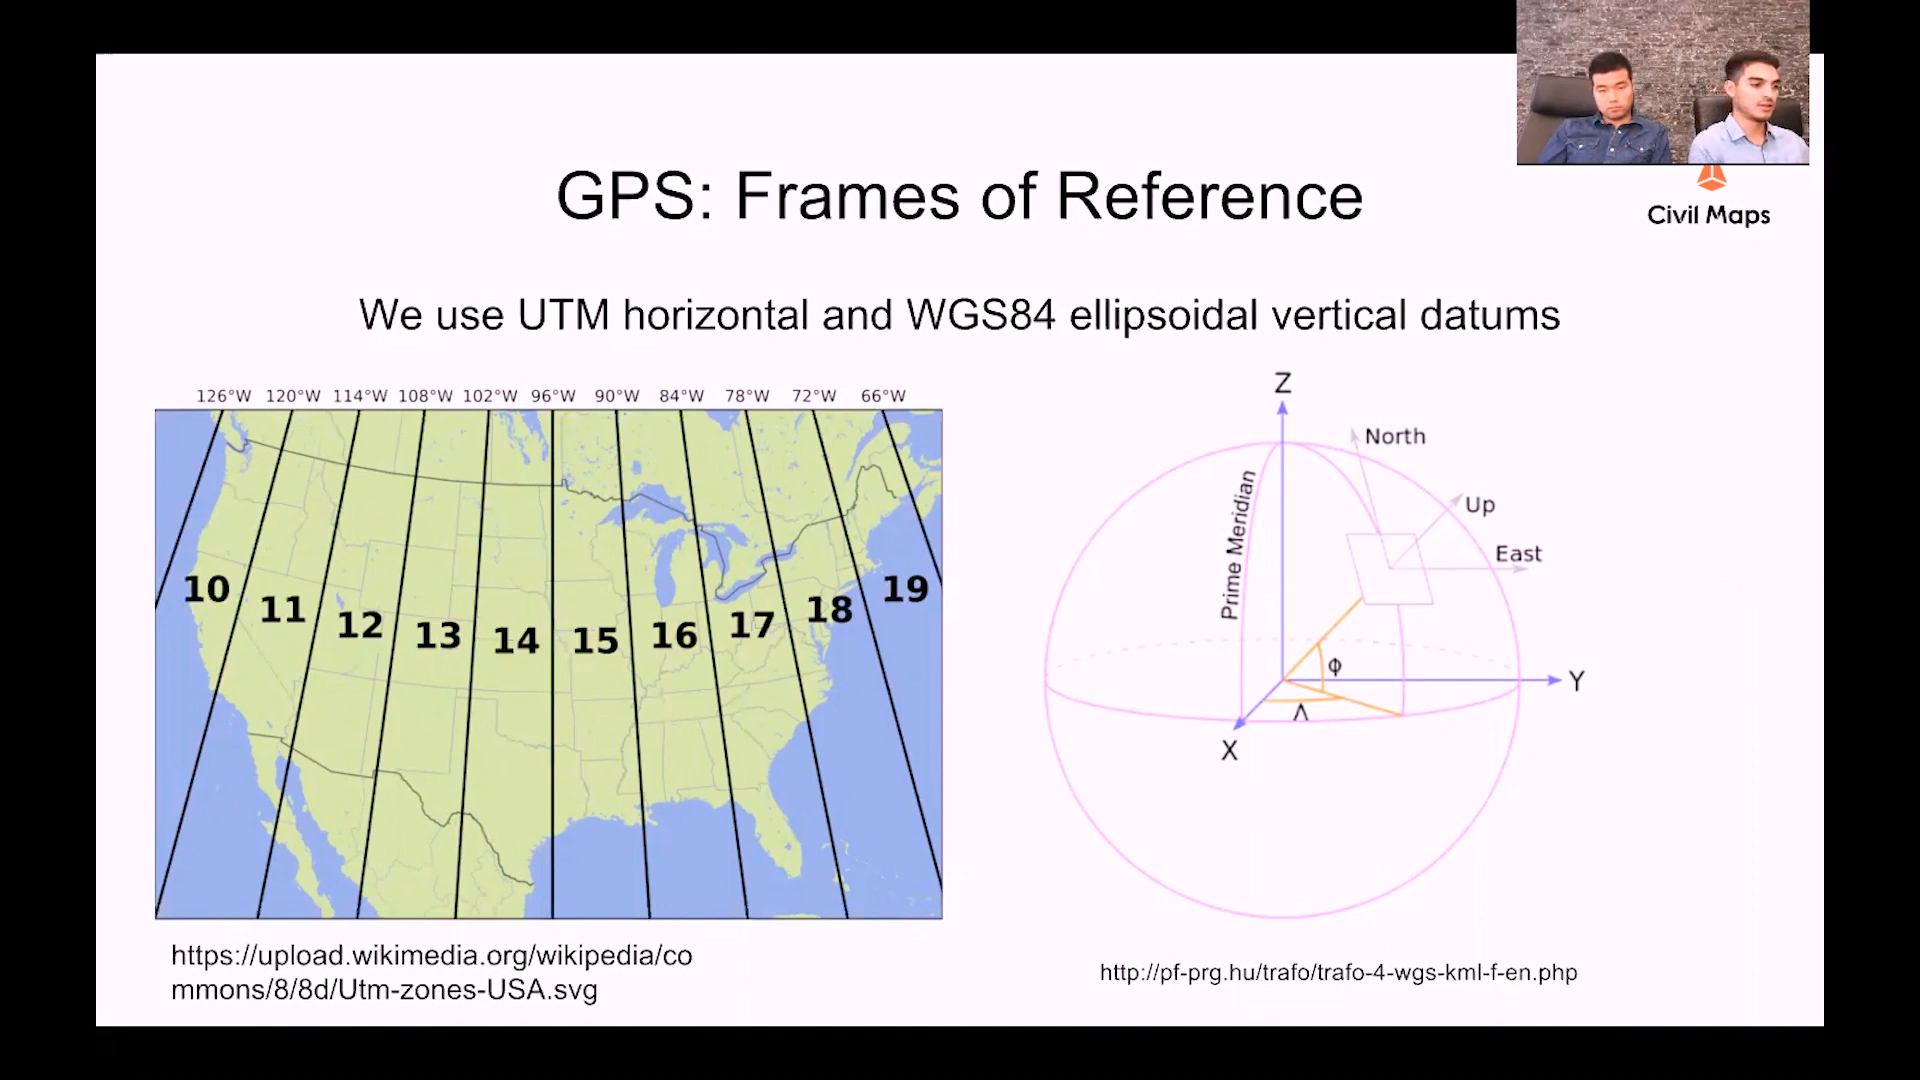 Civil Maps
GPS: Frames of Reference
We use UTM horizontal and WGS84 ellipsoidal vertical datums
126°W 120°W 114°W 108°W 102°W 96°W 90°W 84°W 78°W 72°W 66°W
10 11 12 13 14 15 16 17 18 19
https://upload.wikimedia.org/wikipedia/co
mmons/8/8d/Utm-zones-USA.svg
Z
North
Up
East
Prime Meridian
Φ
Y
Λ
X
http://pf-prg.hu/trafo/trafo-4-wgs-kml-f-en.php